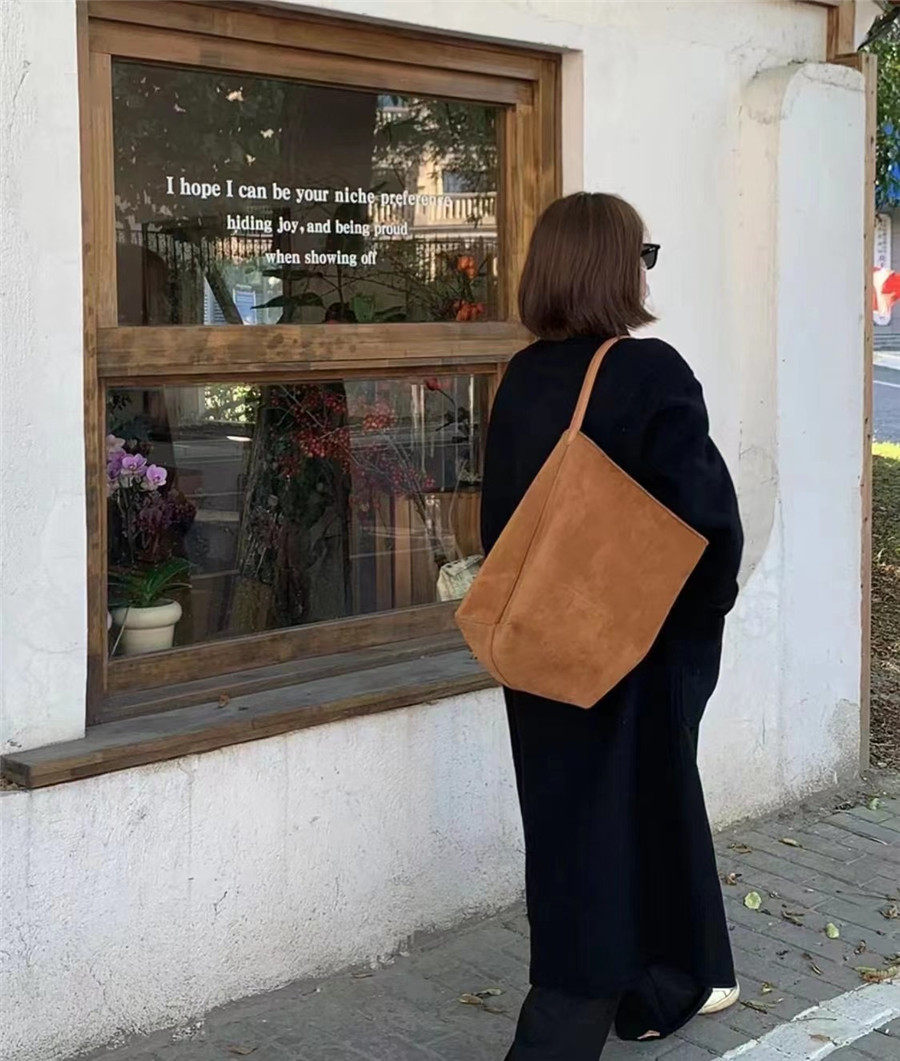 I hope I can be your niche preference
hiding joy,and being proud
when showing off